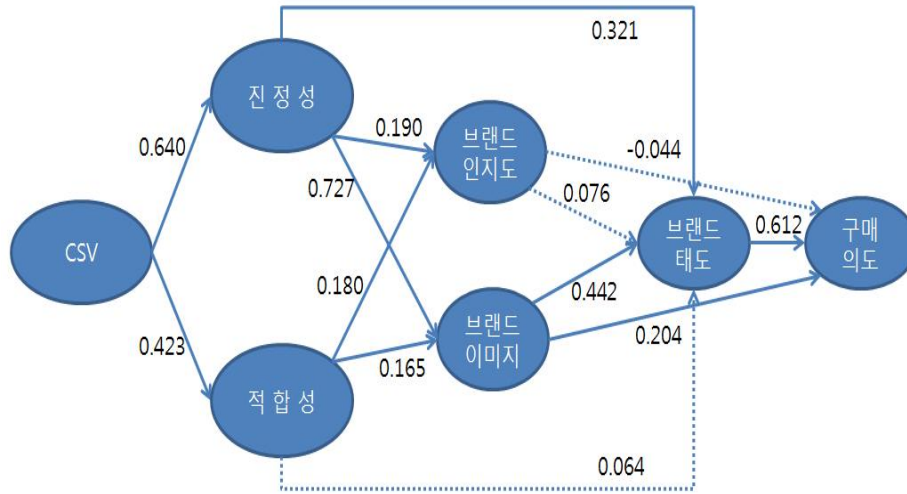 0.321
진 정 성
0.190
브랜드
인지도
-0.044
0.640
0.727
0.076
CSV
브랜드
태도
0.612
구매
의도
0.180
0.442
0.423
브랜드
이미지
0.204
0.165
적 합 성
0.064